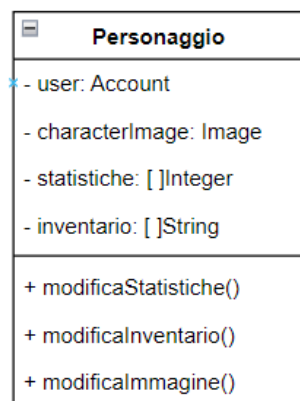 Personaggio
- user: Account
- characterImage: Image
- statistiche: [ ]Integer
- inventario: [ ]String
+ modificaStatistiche()
+ modificaInventario()
+ modificaImmagine()